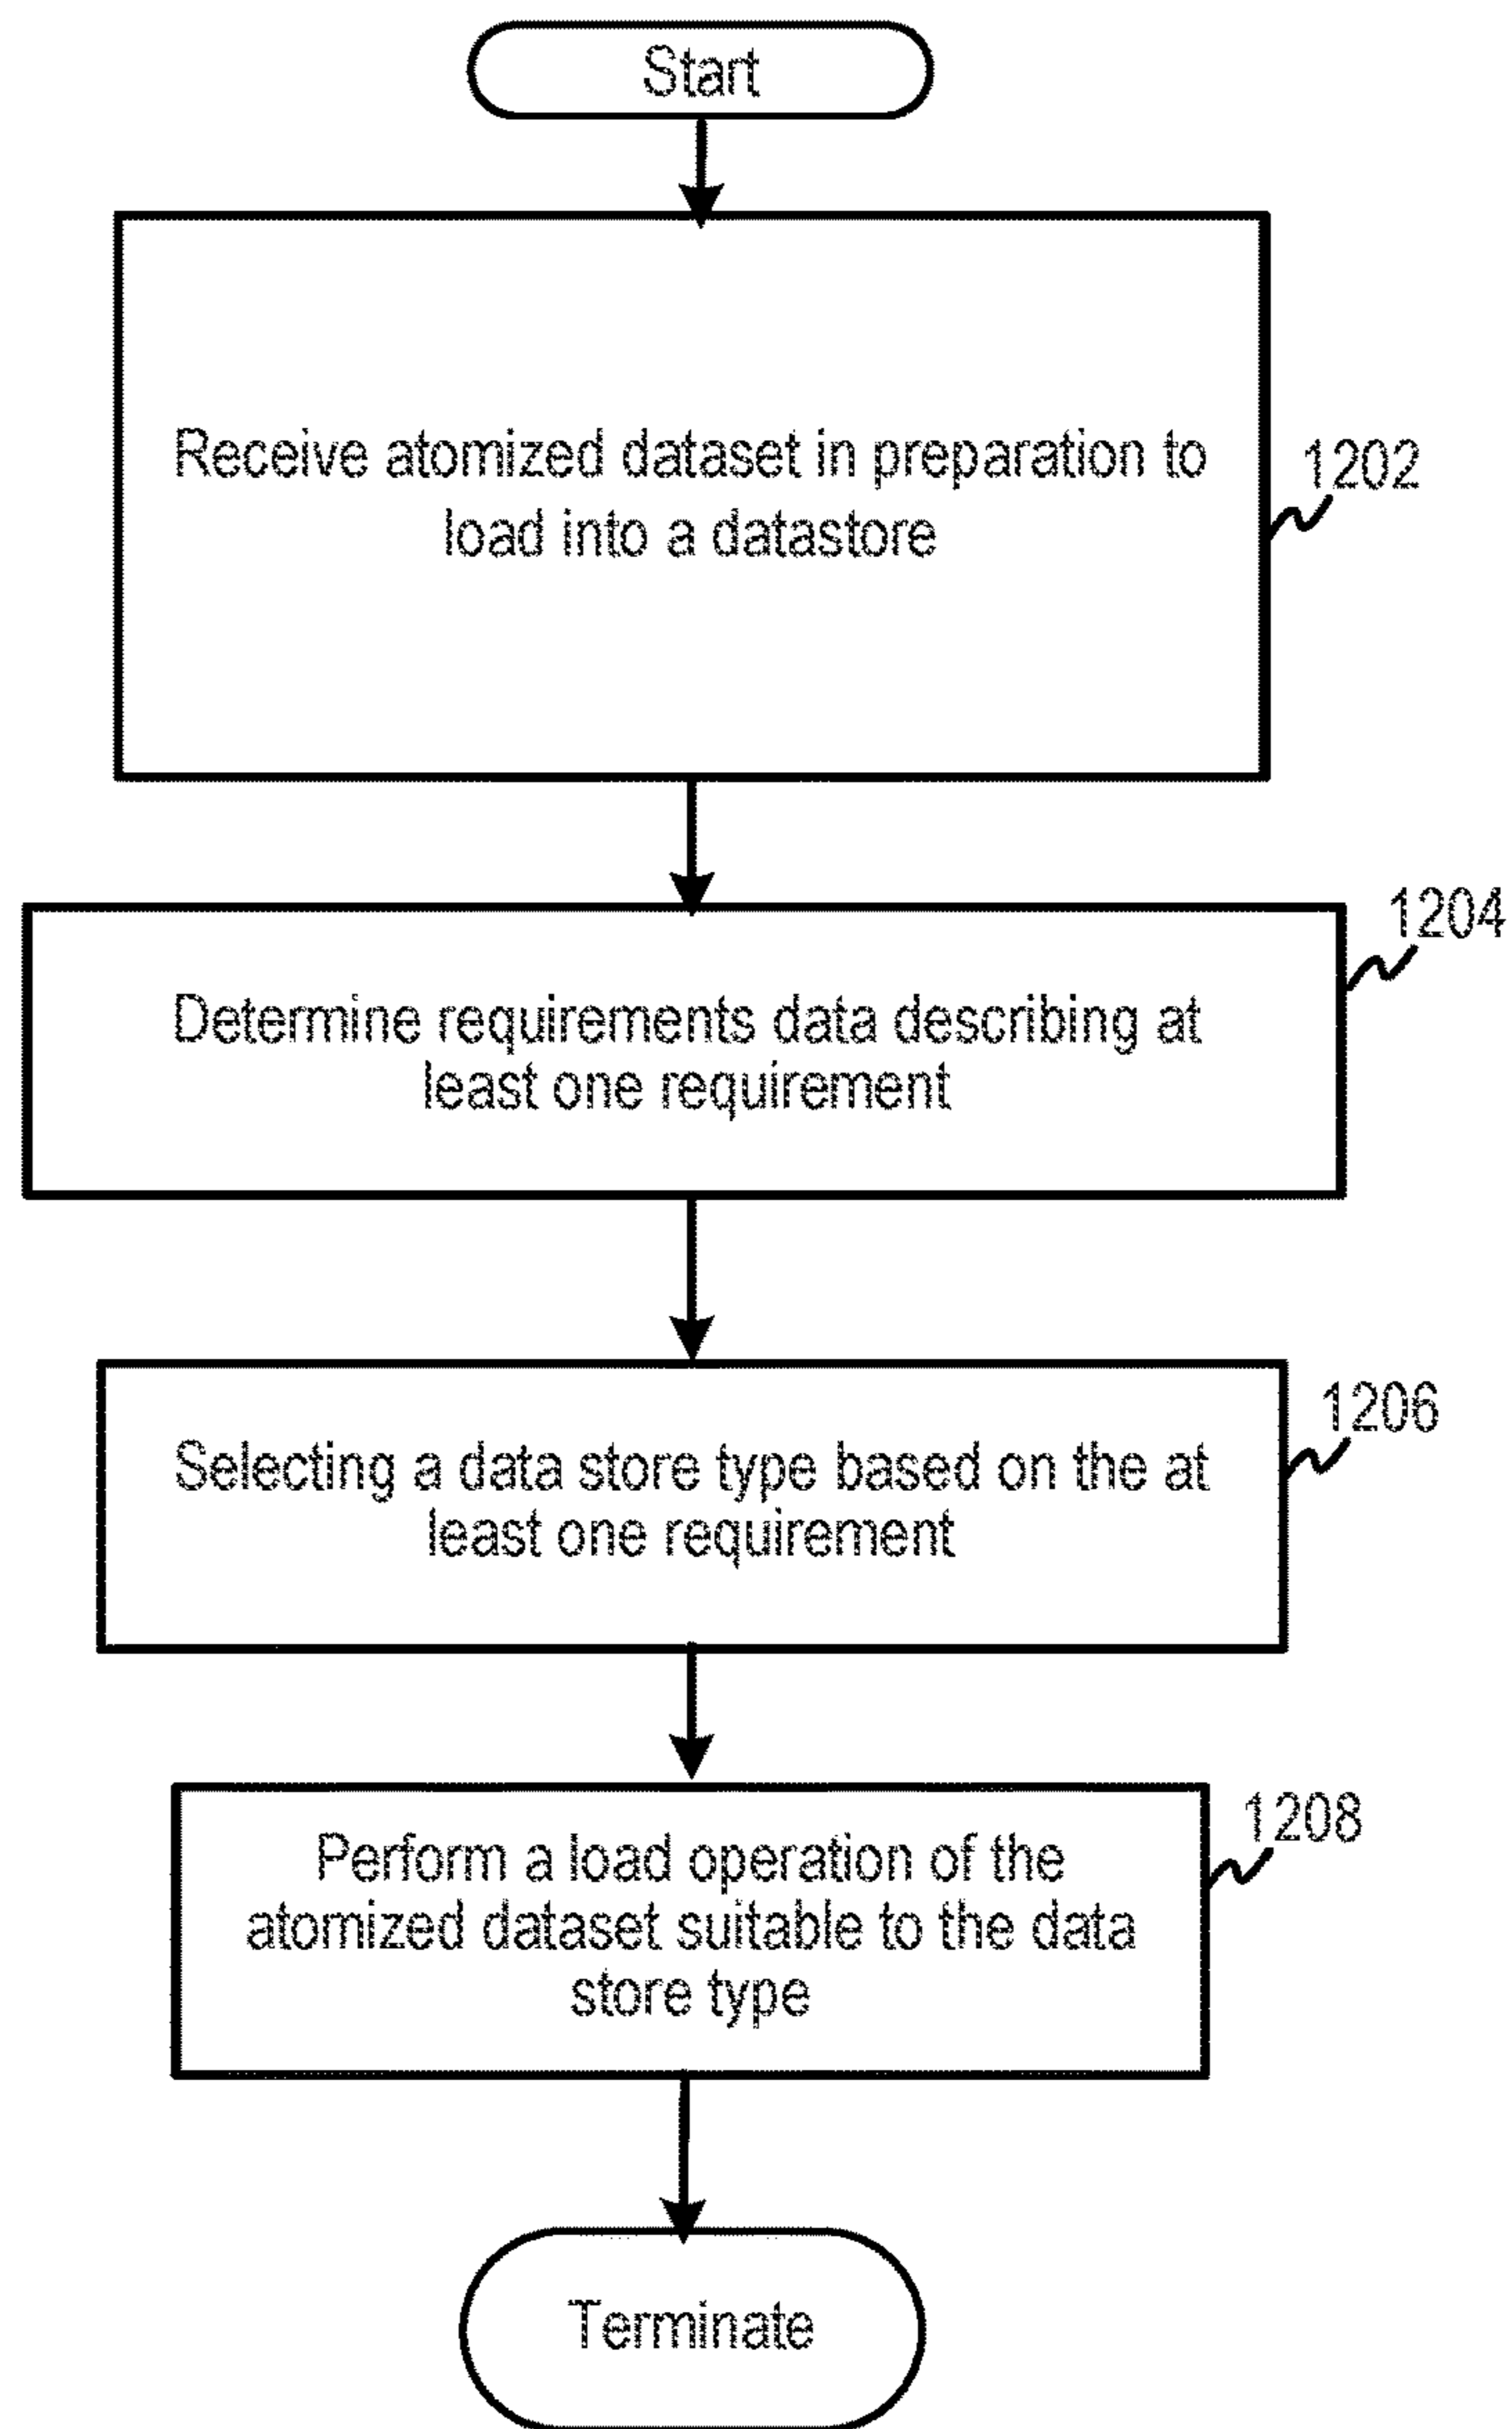 Start
Receive atomized dataset in preparation to
load into a datastore
1202
1204
Determine requirements data describing at
least one requirement
1206
Selecting a data store type based on the at
least one requirement
1208
Perform a load operation of the
atomized dataset suitable to the data
store type
Terminate